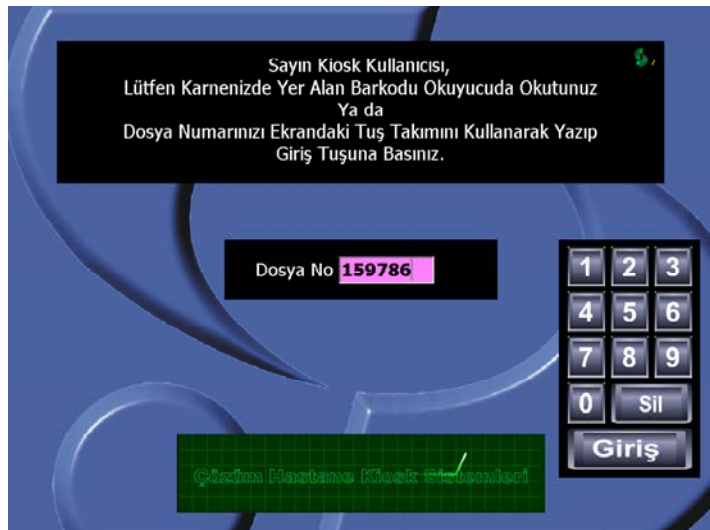 Sayın Kiosk Kullanıcısı,
Lütfen Karnenizde Yer Alan Barkodu Okuyucuda Okutunuz
Ya da
Dosya Numarınızı Ekrandaki Tuş Takımını Kullanarak Yazıp
Giriş Tuşuna Basınız.
Dosya No 159786
1 2 3
4 5 6
7 8 9
0 Sil
Giriş
Çözüm Hastane Kiosk Sistemleri